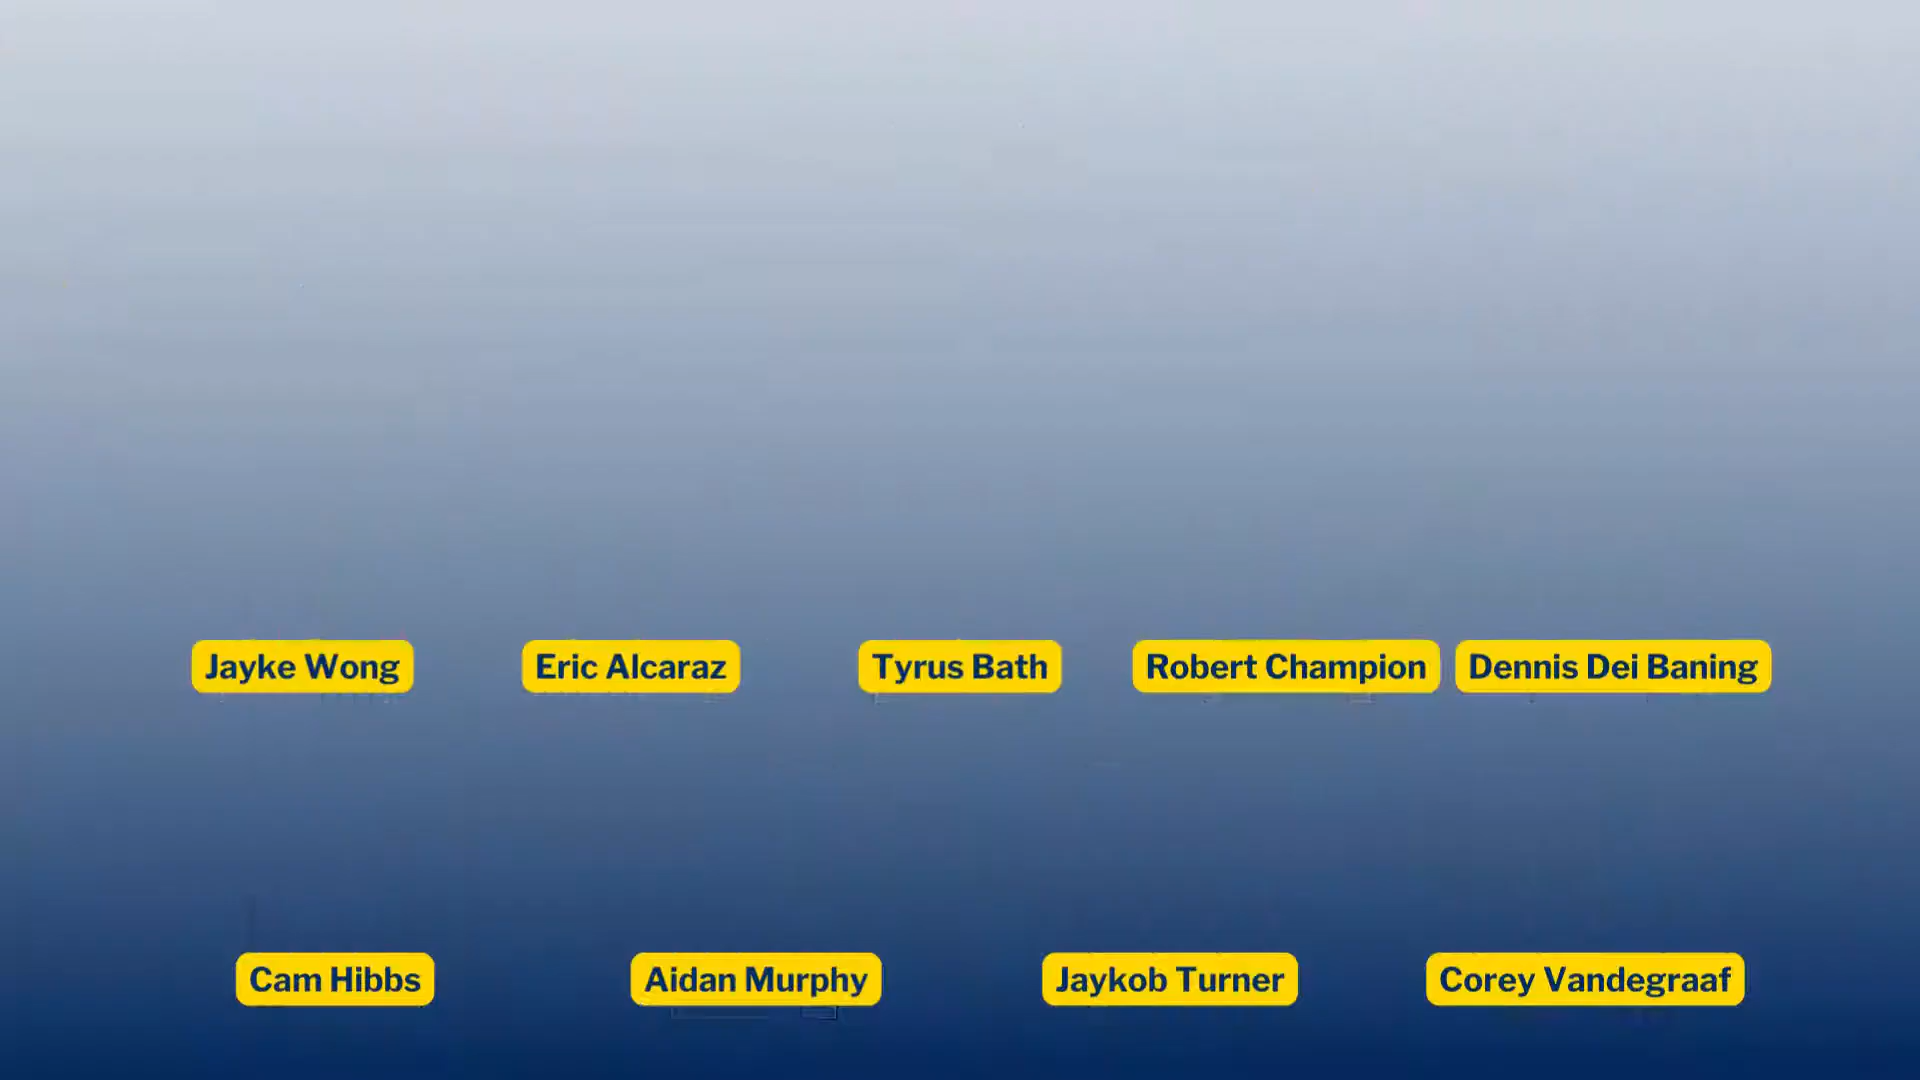 Jayke Wong Eric Alcaraz Tyrus Bath Robert Champion Dennis Dei Baning
Cam Hibbs Aidan Murphy Jaykob Turner Corey Vandegraaf